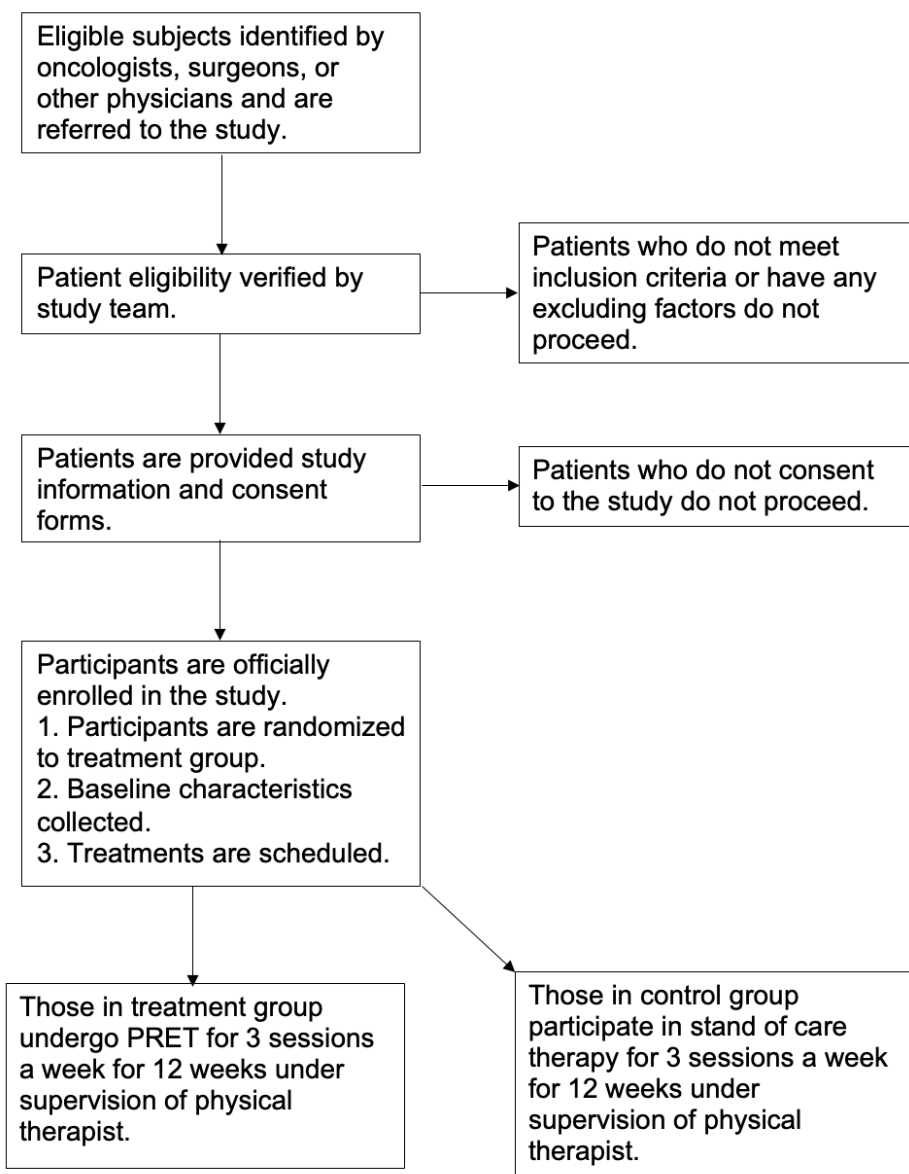 Eligible subjects identified by
oncologists, surgeons, or
other physicians and are
referred to the study.
Patient eligibility verified by
study team.
Patients who do not meet
inclusion criteria or have any
excluding factors do not
proceed.
Patients are provided study
information and consent
forms.
Patients who do not consent
to the study do not proceed.
Participants are officially
enrolled in the study.
1. Participants are randomized
to treatment group.
2. Baseline characteristics
collected.
3. Treatments are scheduled.
Those in treatment group
undergo PRET for 3 sessions
a week for 12 weeks under
supervision of physical
therapist.
Those in control group
participate in stand of care
therapy for 3 sessions a week
for 12 weeks under
supervision of physical
therapist.